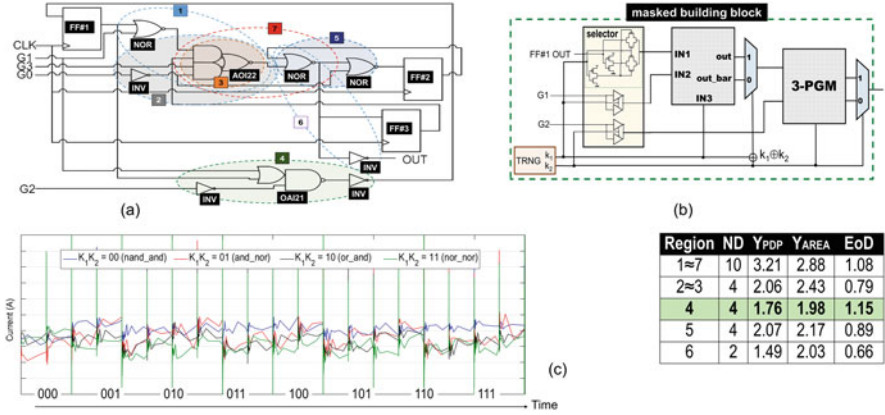 1
7
5
FF#1
CLK
G1
G3
G0
NOR
AOI22
NOR
NOR
FF#2
INV
3
2
6
FF#3
4
OUT
INV
G2
INV
OAI21
INV
(a)
masked building block
selector
FF#1 OUT
IN1
out
1
IN2
out_bar
0
IN3
3-PGM
1
0
G1
G2
TRNG
k1
k2
k1⊕k2
(b)
K1K2 = 00 (nand_and)
K1K2 = 01 (and_nor)
K1K2 = 10 (or_and)
K1K2 = 11 (nor_nor)
Current (A)
000 001 010 011 100 101 110 111
Time
(c)
Region ND YPDP YAREA EoD
1≈7 10 3.21 2.88 1.08
2≈3 4 2.06 2.43 0.79
4 4 1.76 1.98 1.15
5 4 2.07 2.17 0.89
6 2 1.49 2.03 0.66